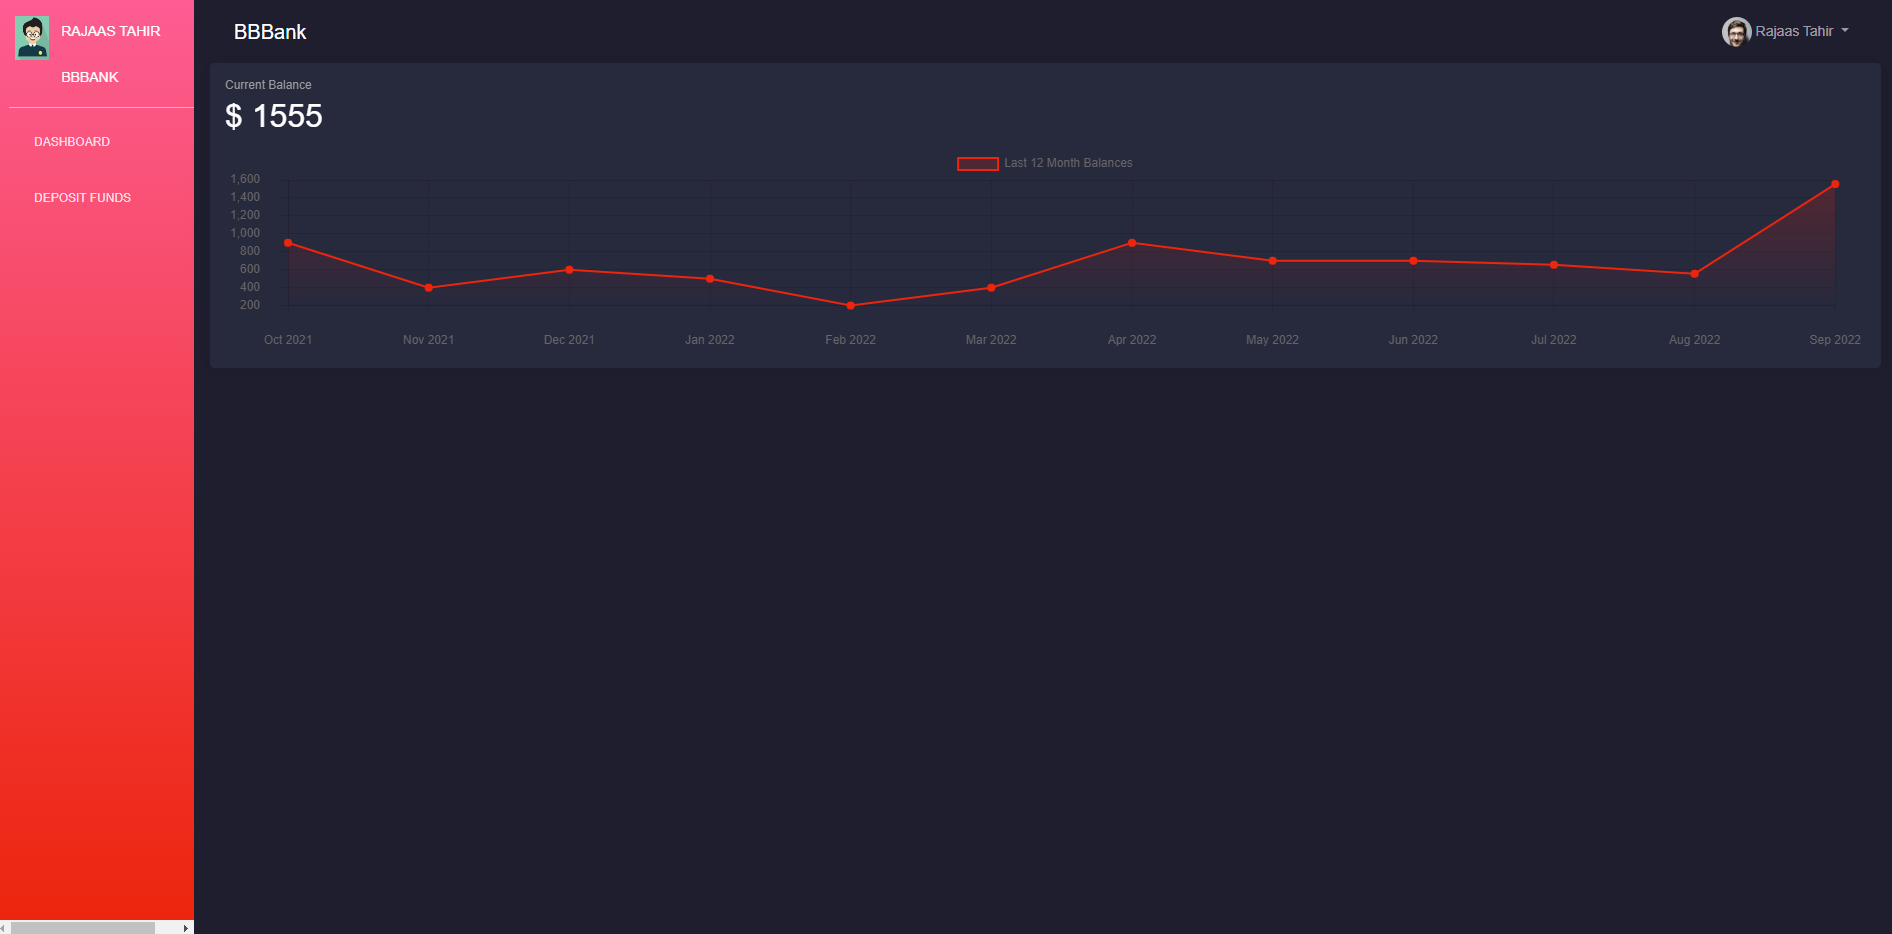 RAJAAS TAHIR
BBBANK
DASHBOARD
DEPOSIT FUNDS
BBBank
Rajaas Tahir
Current Balance
$ 1555
Last 12 Month Balances
1,600
1,400
1,200
1,000
800
600
400
200
Oct 2021 Nov 2021 Dec 2021 Jan 2022 Feb 2022 Mar 2022 Apr 2022 May 2022 Jun 2022 Jul 2022 Aug 2022 Sep 2022